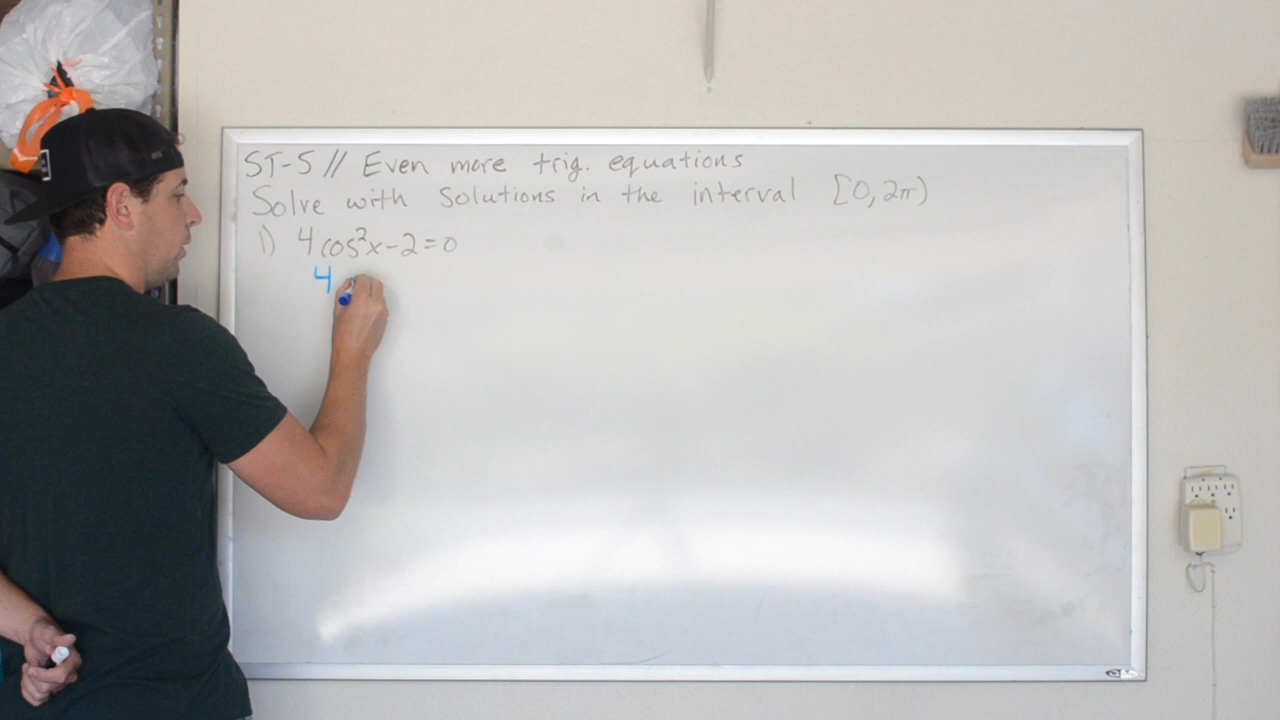 ST-5 // Even more trig. equations
Solve with Solutions in the interval [0, 2π)
1) 4cos²x-2=0
4